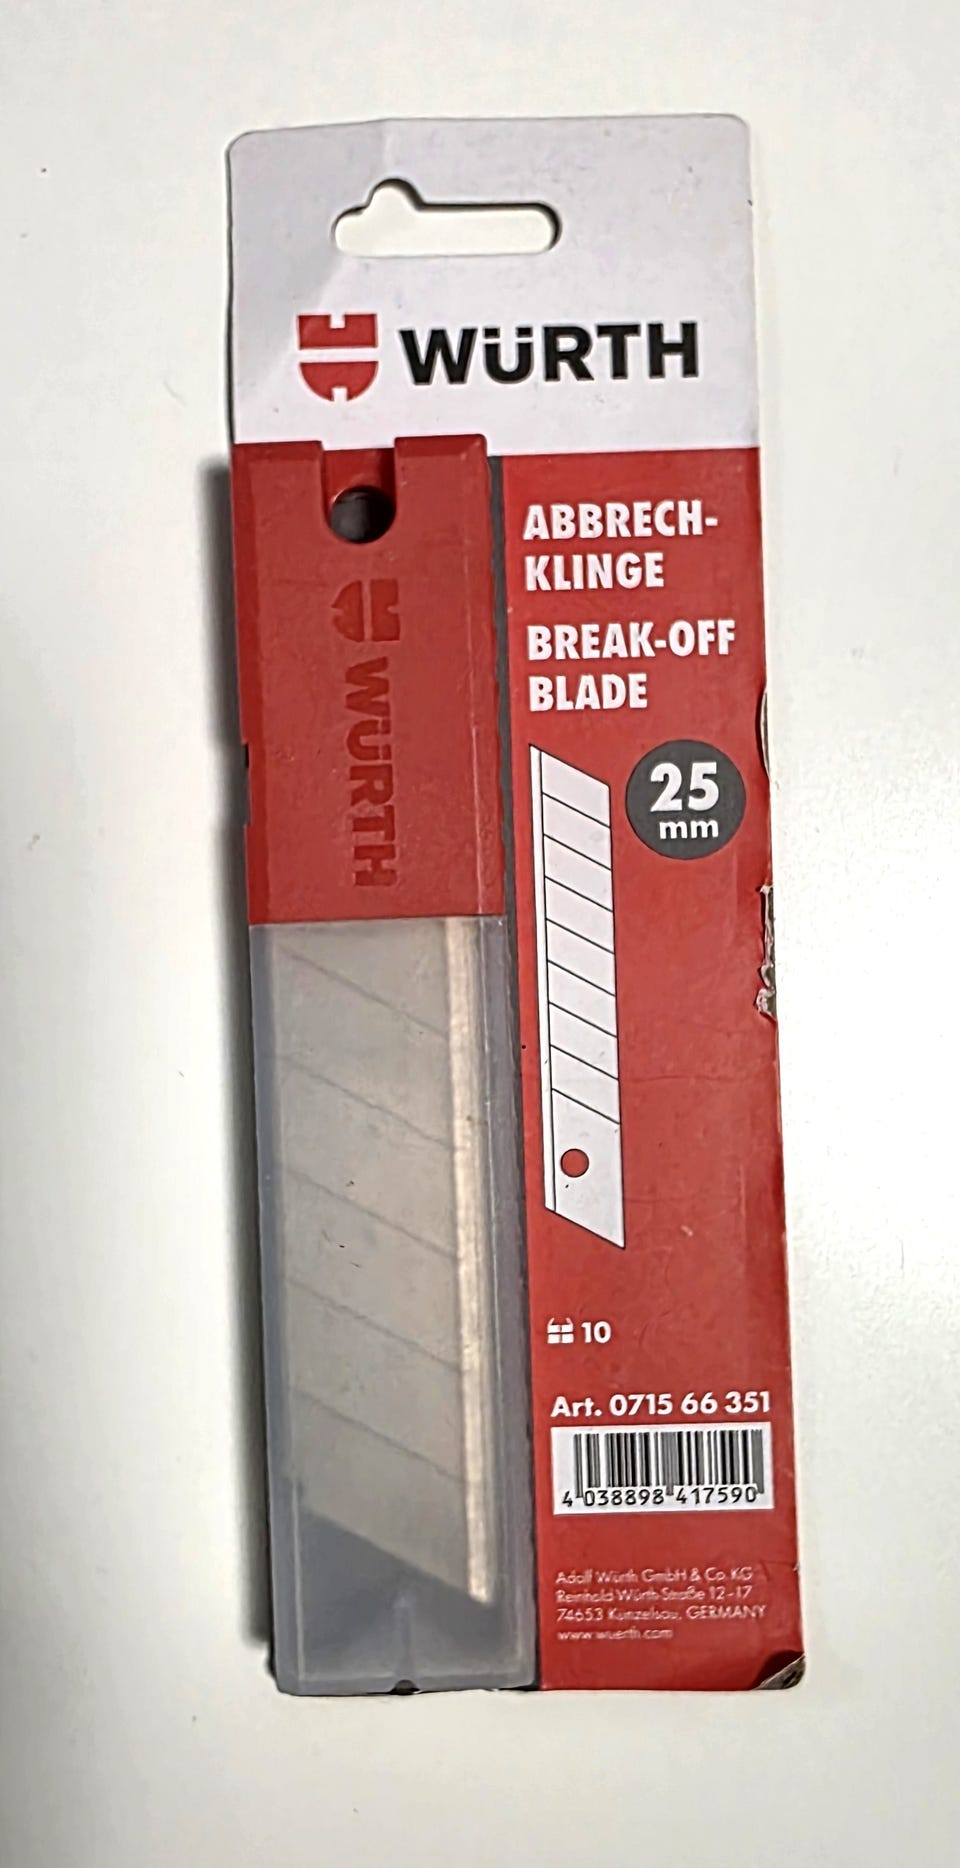 WÜRTH
WÜRTH
ABBRECH-
KLINGE
BREAK-OFF
BLADE
25
mm
10
Art. 0715 66 351
4 038898 417590
Adolf Würth GmbH & Co. KG
Reinhold-Würth-Straße 12-17
74653 Künzelsau, GERMANY
www.wuerth.com